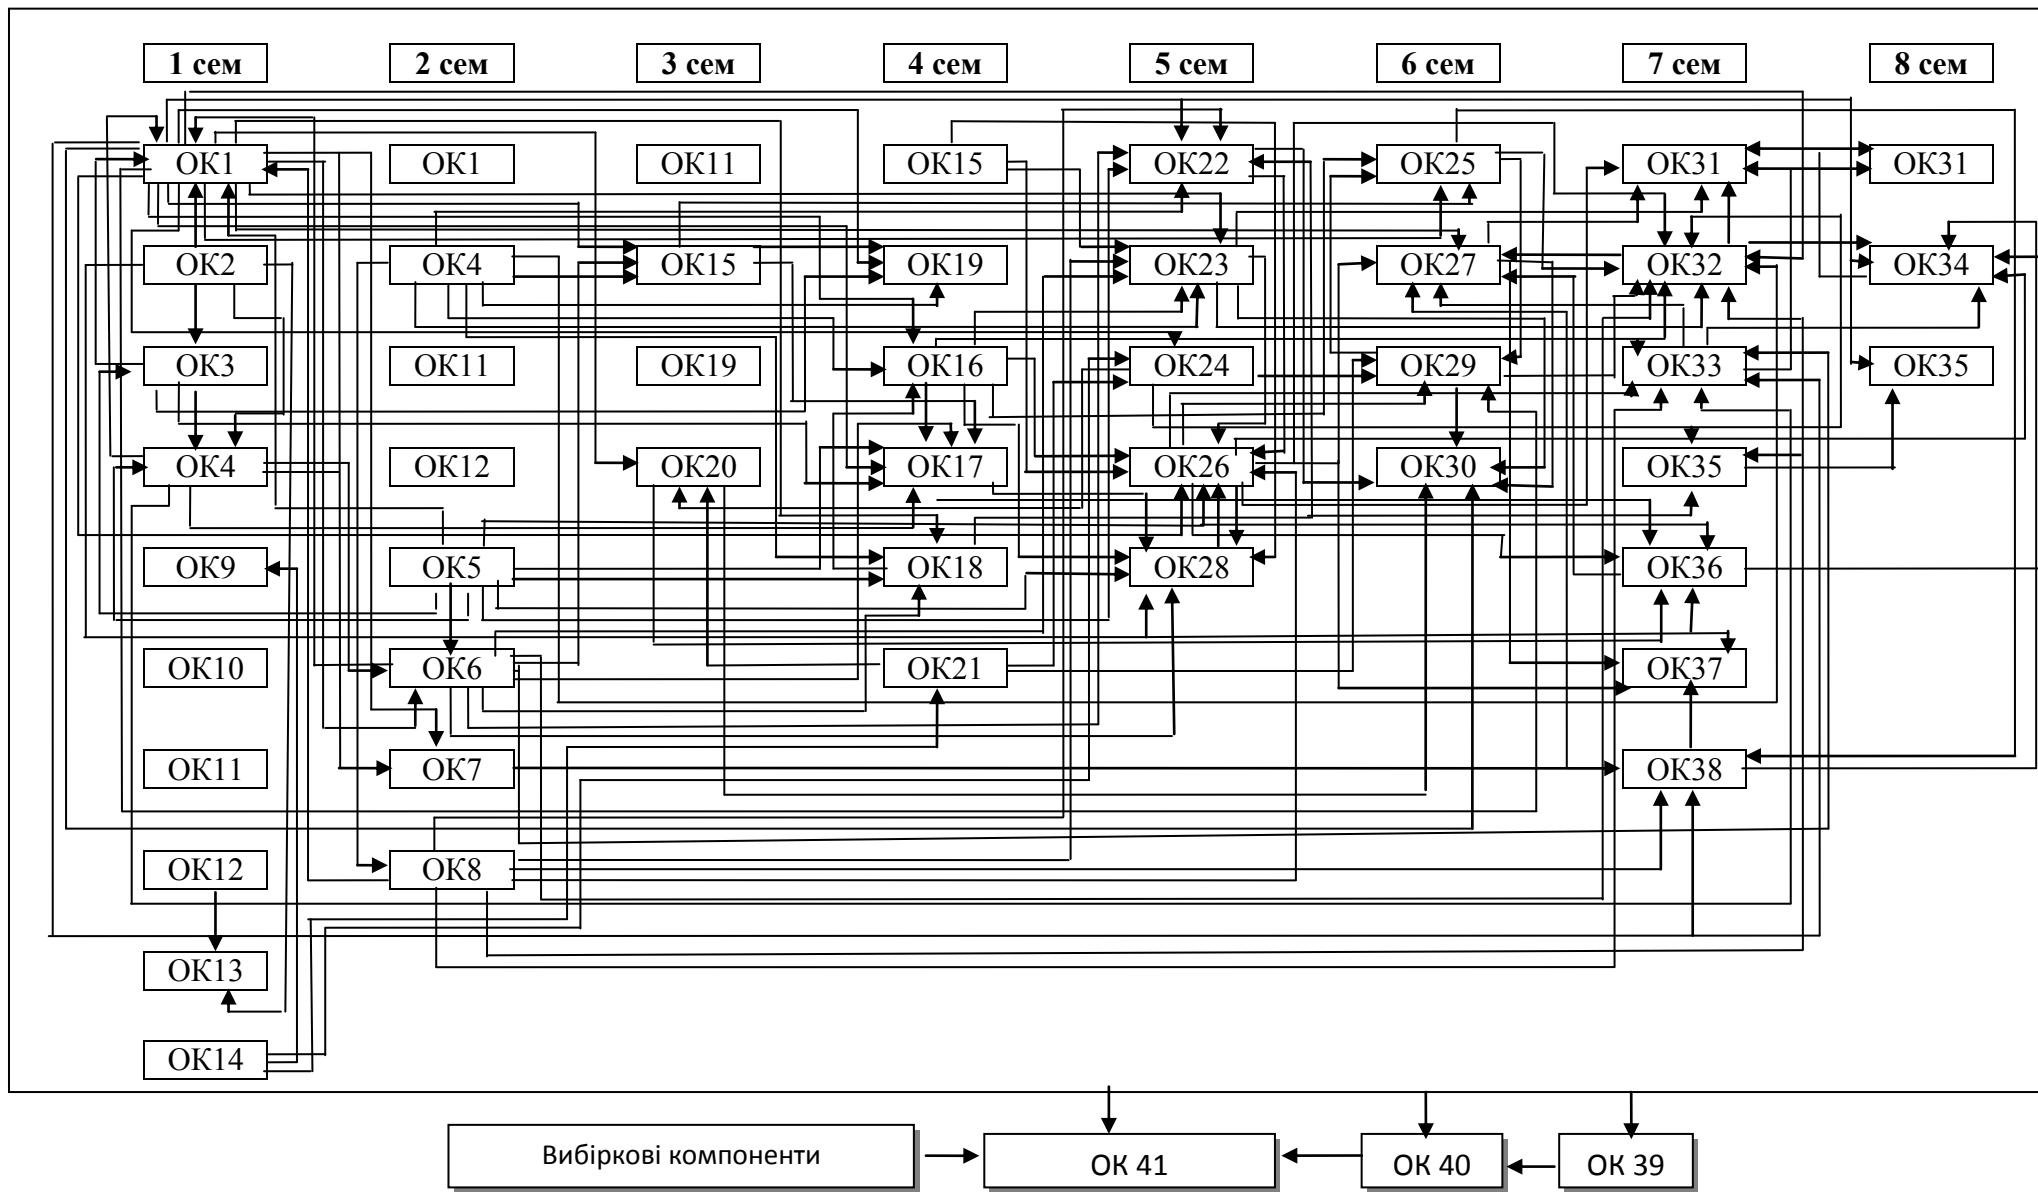 1 сем 2 сем 3 сем 4 сем 5 сем 6 сем 7 сем 8 сем
ОК1 ОК1 ОК11 ОК15 ОК22 ОК25 ОК31 ОК31
ОК2 ОК4 ОК15 ОК19 ОК23 ОК27 ОК32 ОК34
ОК3 ОК11 ОК19 ОК16 ОК24 ОК29 ОК33 ОК35
ОК4 ОК12 ОК20 ОК17 ОК26 ОК30 ОК35
ОК9 ОК5 ОК18 ОК28 ОК36
ОК10 ОК6 ОК21 ОК37
ОК11 ОК7 ОК38
ОК12 ОК8
ОК13
ОК14
Вибіркові компоненти ОК 41 ОК 40 ОК 39